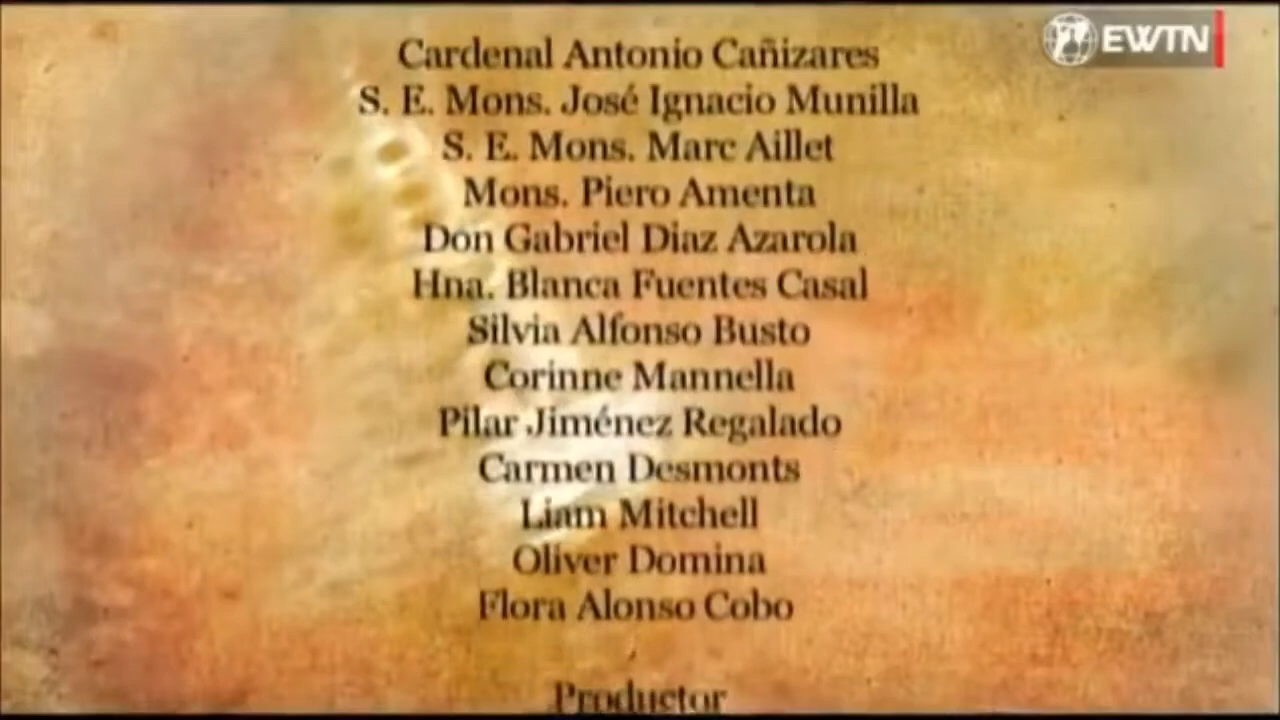 EWTN
Cardenal Antonio Cañizares
S. E. Mons. José Ignacio Munilla
S. E. Mons. Marc Aillet
Mons. Piero Amenta
Don Gabriel Diaz Azarola
Hna. Blanca Fuentes Casal
Silvia Alfonso Busto
Corinne Mannella
Pilar Jiménez Regalado
Carmen Desmonts
Liam Mitchell
Oliver Domina
Flora Alonso Cobo
Productor